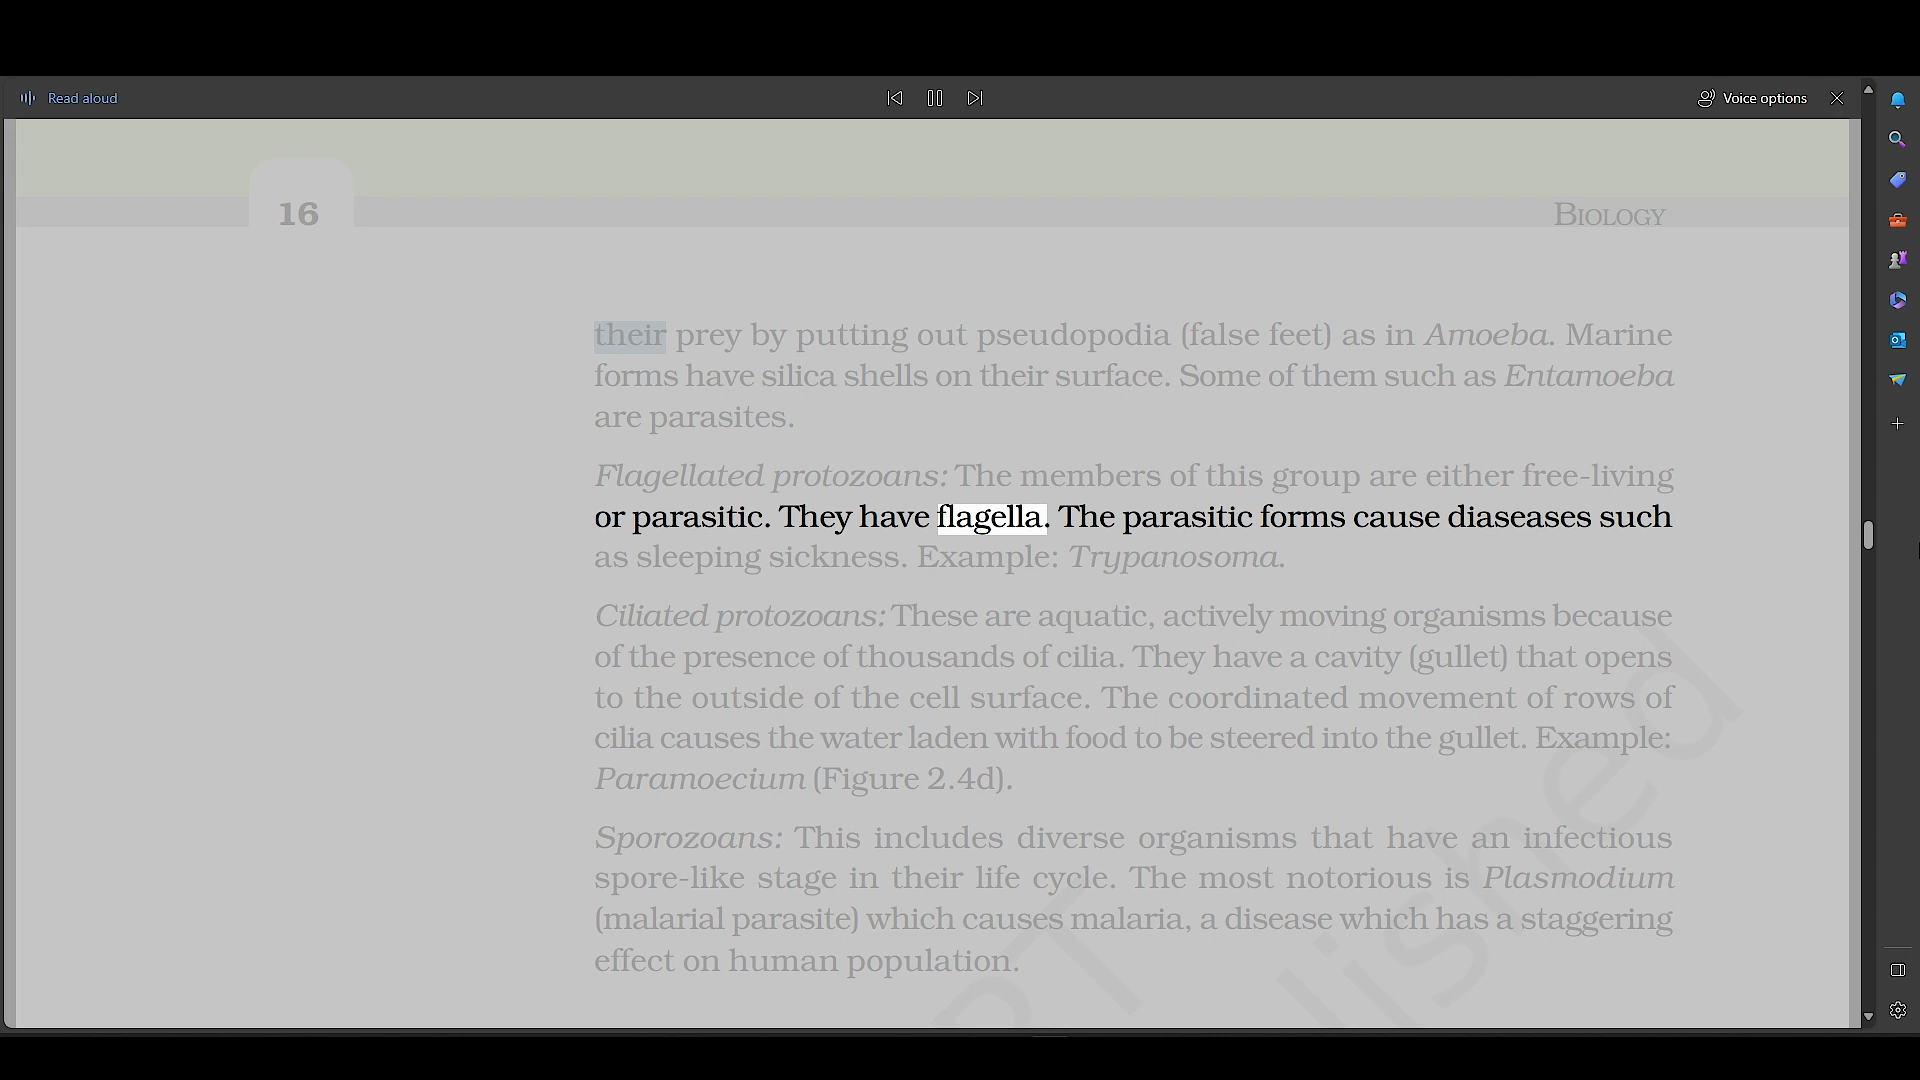 Read aloud
Voice options
16
BIOLOGY
their prey by putting out pseudopodia (false feet) as in Amoeba. Marine
forms have silica shells on their surface. Some of them such as Entamoeba
are parasites.
Flagellated protozoans: The members of this group are either free-living
or parasitic. They have flagella. The parasitic forms cause diaseases such
as sleeping sickness. Example: Trypanosoma.
Ciliated protozoans: These are aquatic, actively moving organisms because
of the presence of thousands of cilia. They have a cavity (gullet) that opens
to the outside of the cell surface. The coordinated movement of rows of
cilia causes the water laden with food to be steered into the gullet. Example:
Paramoecium (Figure 2.4d).
Sporozoans: This includes diverse organisms that have an infectious
spore-like stage in their life cycle. The most notorious is Plasmodium
(malarial parasite) which causes malaria, a disease which has a staggering
effect on human population.